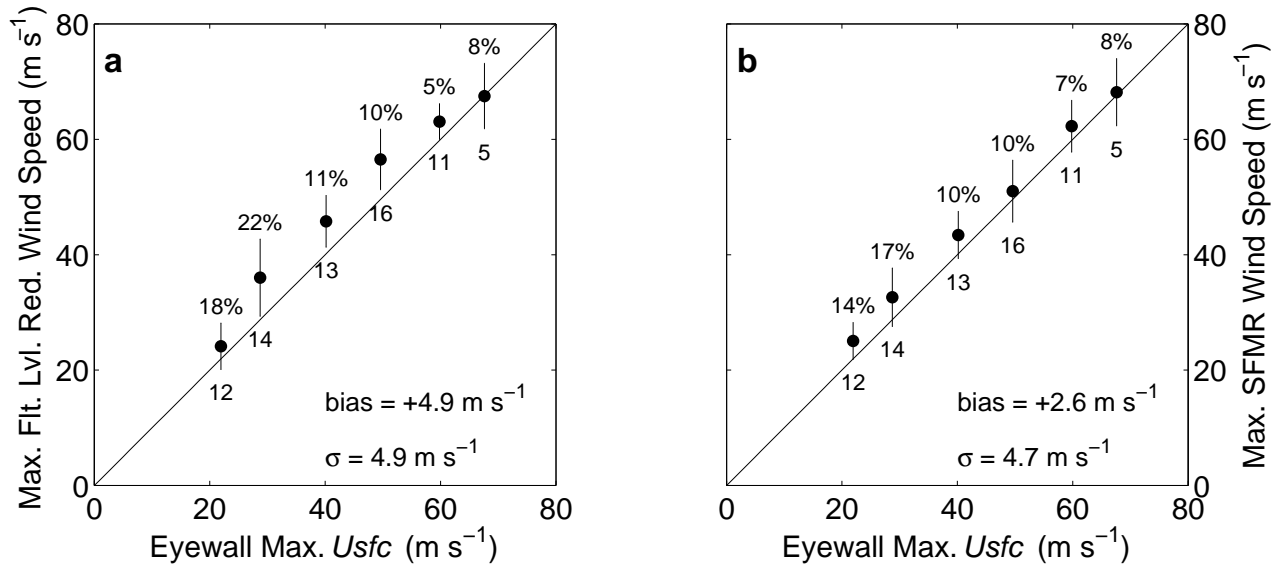 a
Max. Flt. Lvl. Red. Wind Speed (m s⁻¹)
80
60
40
20
0
8%
5%
10%
11%
22%
18%
5
11
16
13
14
12
bias = +4.9 m s⁻¹
σ = 4.9 m s⁻¹
0 20 40 60 80
Eyewall Max. Usfc (m s⁻¹)
b
8%
7%
10%
10%
17%
14%
5
11
16
13
14
12
bias = +2.6 m s⁻¹
σ = 4.7 m s⁻¹
0 20 40 60 80
Eyewall Max. Usfc (m s⁻¹)
80
60
40
20
0
Max. SFMR Wind Speed (m s⁻¹)